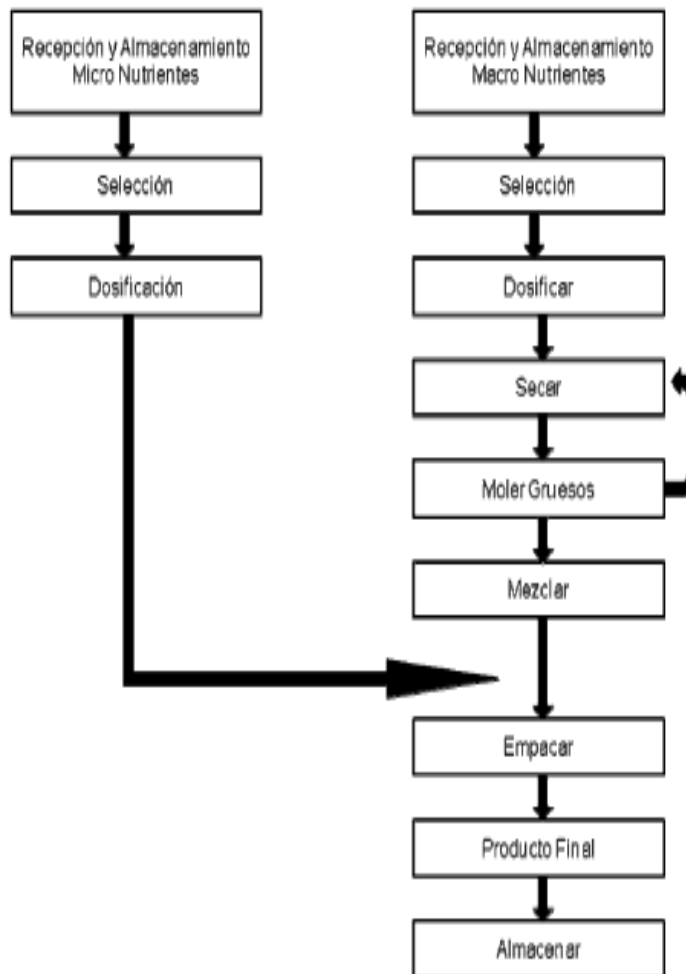 Recepción y Almacenamiento
Micro Nutrientes
Selección
Dosificación
Recepción y Almacenamiento
Macro Nutrientes
Selección
Dosificar
Secar
Moler Gruesos
Mezclar
Empacar
Producto Final
Almacenar